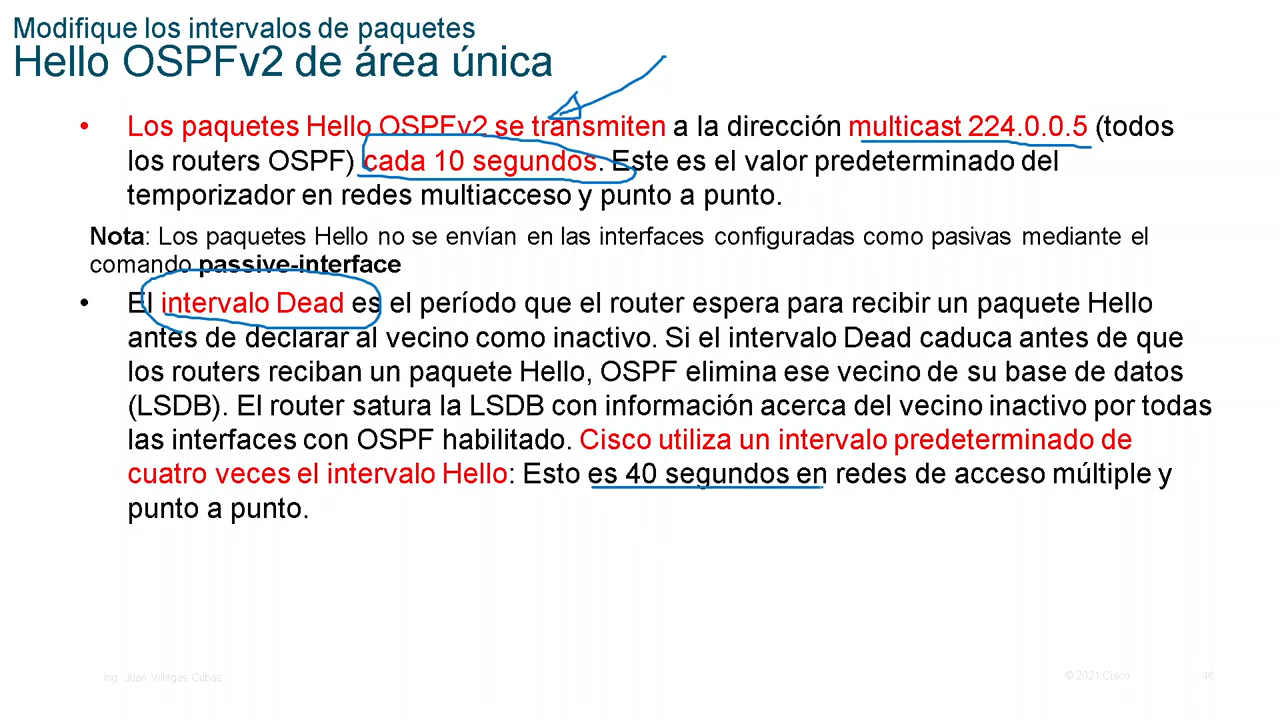 Modifique los intervalos de paquetes
Hello OSPFv2 de área única
• Los paquetes Hello OSPFv2 se transmiten a la dirección multicast 224.0.0.5 (todos
los routers OSPF) cada 10 segundos. Este es el valor predeterminado del
temporizador en redes multiacceso y punto a punto.
Nota: Los paquetes Hello no se envían en las interfaces configuradas como pasivas mediante el
comando passive-interface
• El intervalo Dead es el período que el router espera para recibir un paquete Hello
antes de declarar al vecino como inactivo. Si el intervalo Dead caduca antes de que
los routers reciban un paquete Hello, OSPF elimina ese vecino de su base de datos
(LSDB). El router satura la LSDB con información acerca del vecino inactivo por todas
las interfaces con OSPF habilitado. Cisco utiliza un intervalo predeterminado de
cuatro veces el intervalo Hello: Esto es 40 segundos en redes de acceso múltiple y
punto a punto.
Ing. Juan Villegas Cubas
© 2021 Cisco
46